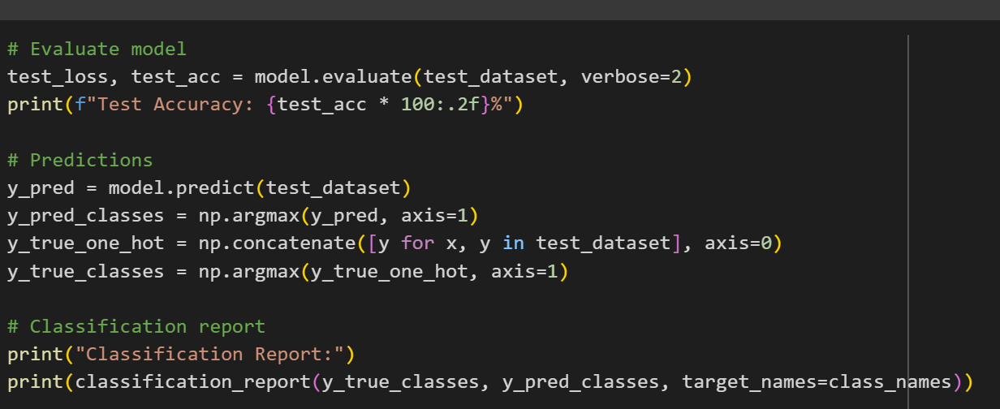 # Evaluate model
test_loss, test_acc = model.evaluate(test_dataset, verbose=2)
print(f"Test Accuracy: {test_acc * 100:.2f}%")
# Predictions
y_pred = model.predict(test_dataset)
y_pred_classes = np.argmax(y_pred, axis=1)
y_true_one_hot = np.concatenate([y for x, y in test_dataset], axis=0)
y_true_classes = np.argmax(y_true_one_hot, axis=1)
# Classification report
print("Classification Report:")
print(classification_report(y_true_classes, y_pred_classes, target_names=class_names))